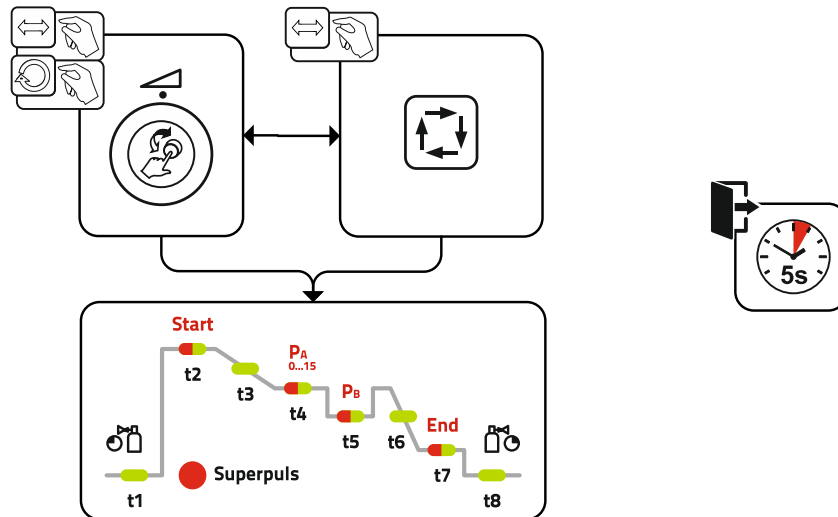 5s
Start
t2
t3
PA
0...15
t4
PB
t5
t6
End
t7
t1
Superpuls
t8